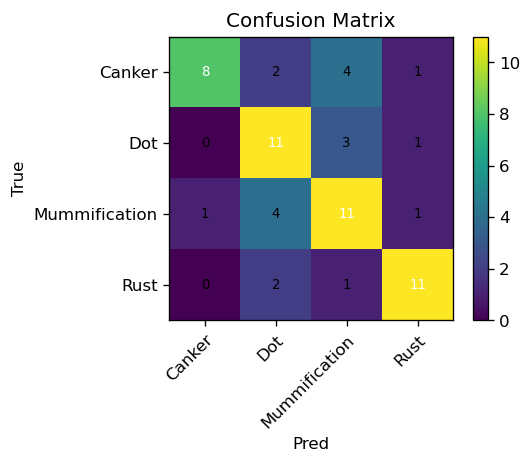 Confusion Matrix
Canker 8 2 4 1
Dot 0 11 3 1
Mummification 1 4 11 1
Rust 0 2 1 11
True
Canker Dot Mummification Rust
Pred
10
8
6
4
2
0